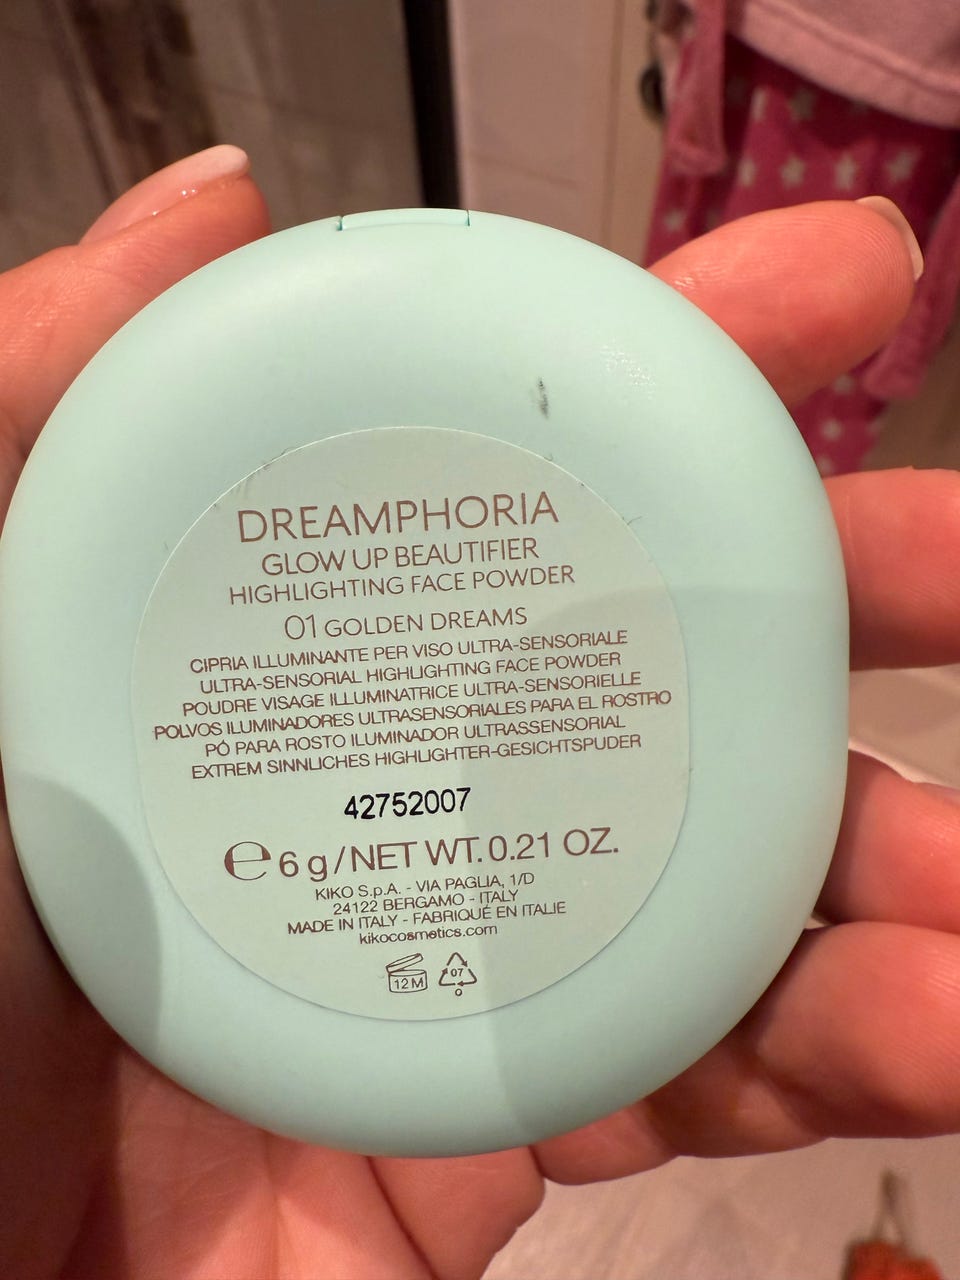 DREAMPHORIA
GLOW UP BEAUTIFIER
HIGHLIGHTING FACE POWDER
01 GOLDEN DREAMS
CIPRIA ILLUMINANTE PER VISO ULTRA-SENSORIALE
ULTRA-SENSORIAL HIGHLIGHTING FACE POWDER
POUDRE VISAGE ILLUMINATRICE ULTRA-SENSORIELLE
POLVOS ILUMINADORES ULTRASENSORIALES PARA EL ROSTRO
PÓ PARA ROSTO ILUMINADOR ULTRASSENSORIAL
EXTREM SINNLICHES HIGHLIGHTER-GESICHTSPUDER
42752007
℮ 6 g/NET WT. 0.21 OZ.
KIKO S.p.A. - VIA PAGLIA, 1/D
24122 BERGAMO - ITALY
MADE IN ITALY - FABRIQUÉ EN ITALIE
kikocosmetics.com
12 M 07
O